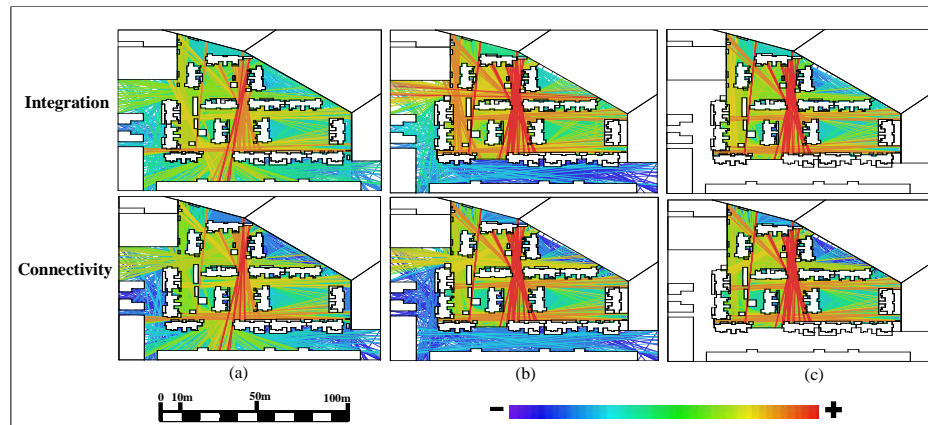 Integration
Connectivity
(a)
(b)
(c)
0 10m 50m 100m
- +